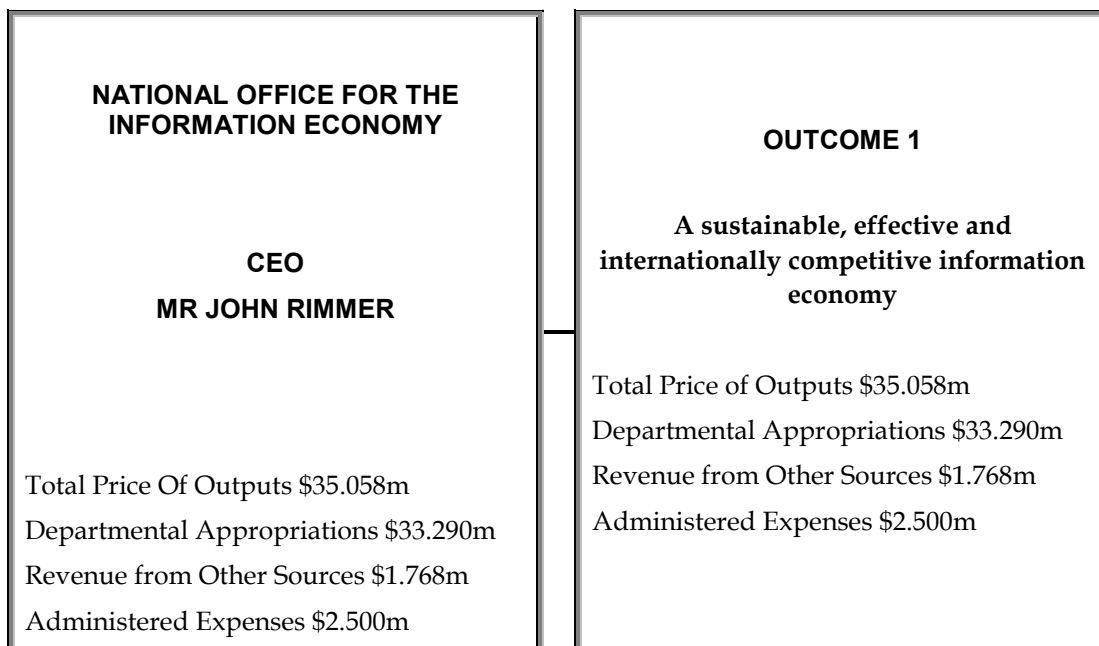 NATIONAL OFFICE FOR THE
INFORMATION ECONOMY
CEO
MR JOHN RIMMER
Total Price Of Outputs $35.058m
Departmental Appropriations $33.290m
Revenue from Other Sources $1.768m
Administered Expenses $2.500m
OUTCOME 1
A sustainable, effective and
internationally competitive information
economy
Total Price of Outputs $35.058m
Departmental Appropriations $33.290m
Revenue from Other Sources $1.768m
Administered Expenses $2.500m